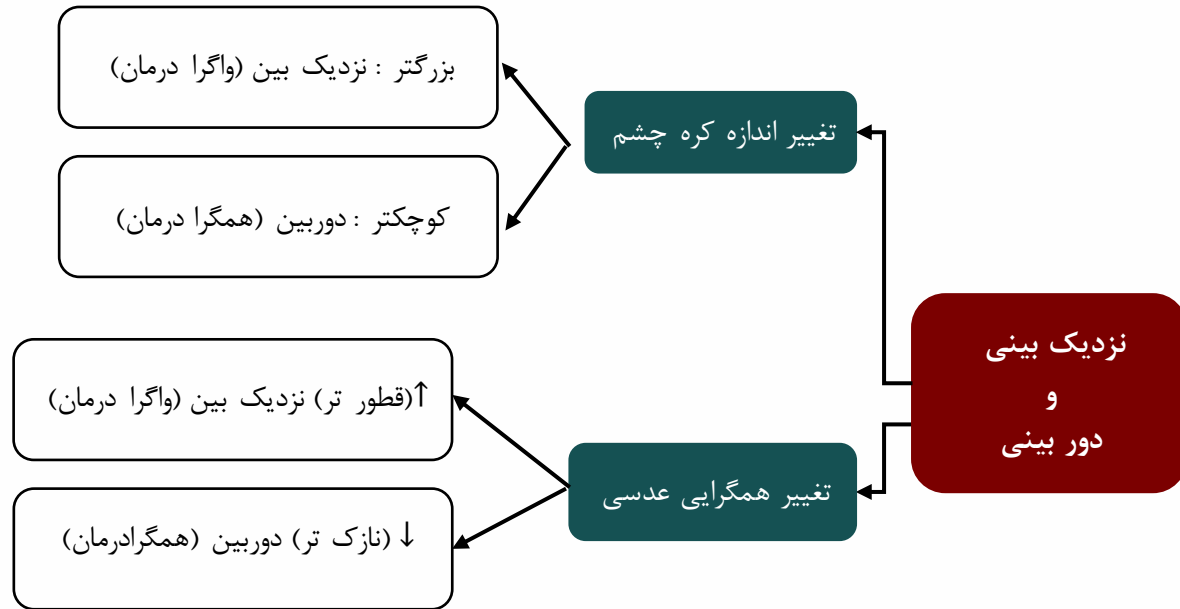 نزدیک بینی
و
دور بینی
تغییر اندازه کره چشم
بزرگتر : نزدیک بین (واگرا درمان)
کوچکتر : دوربین (همگرا درمان)
تغییر همگرایی عدسی
↑(قطور تر) نزدیک بین (واگرا درمان)
↓ (نازک تر) دوربین (همگرادرمان)